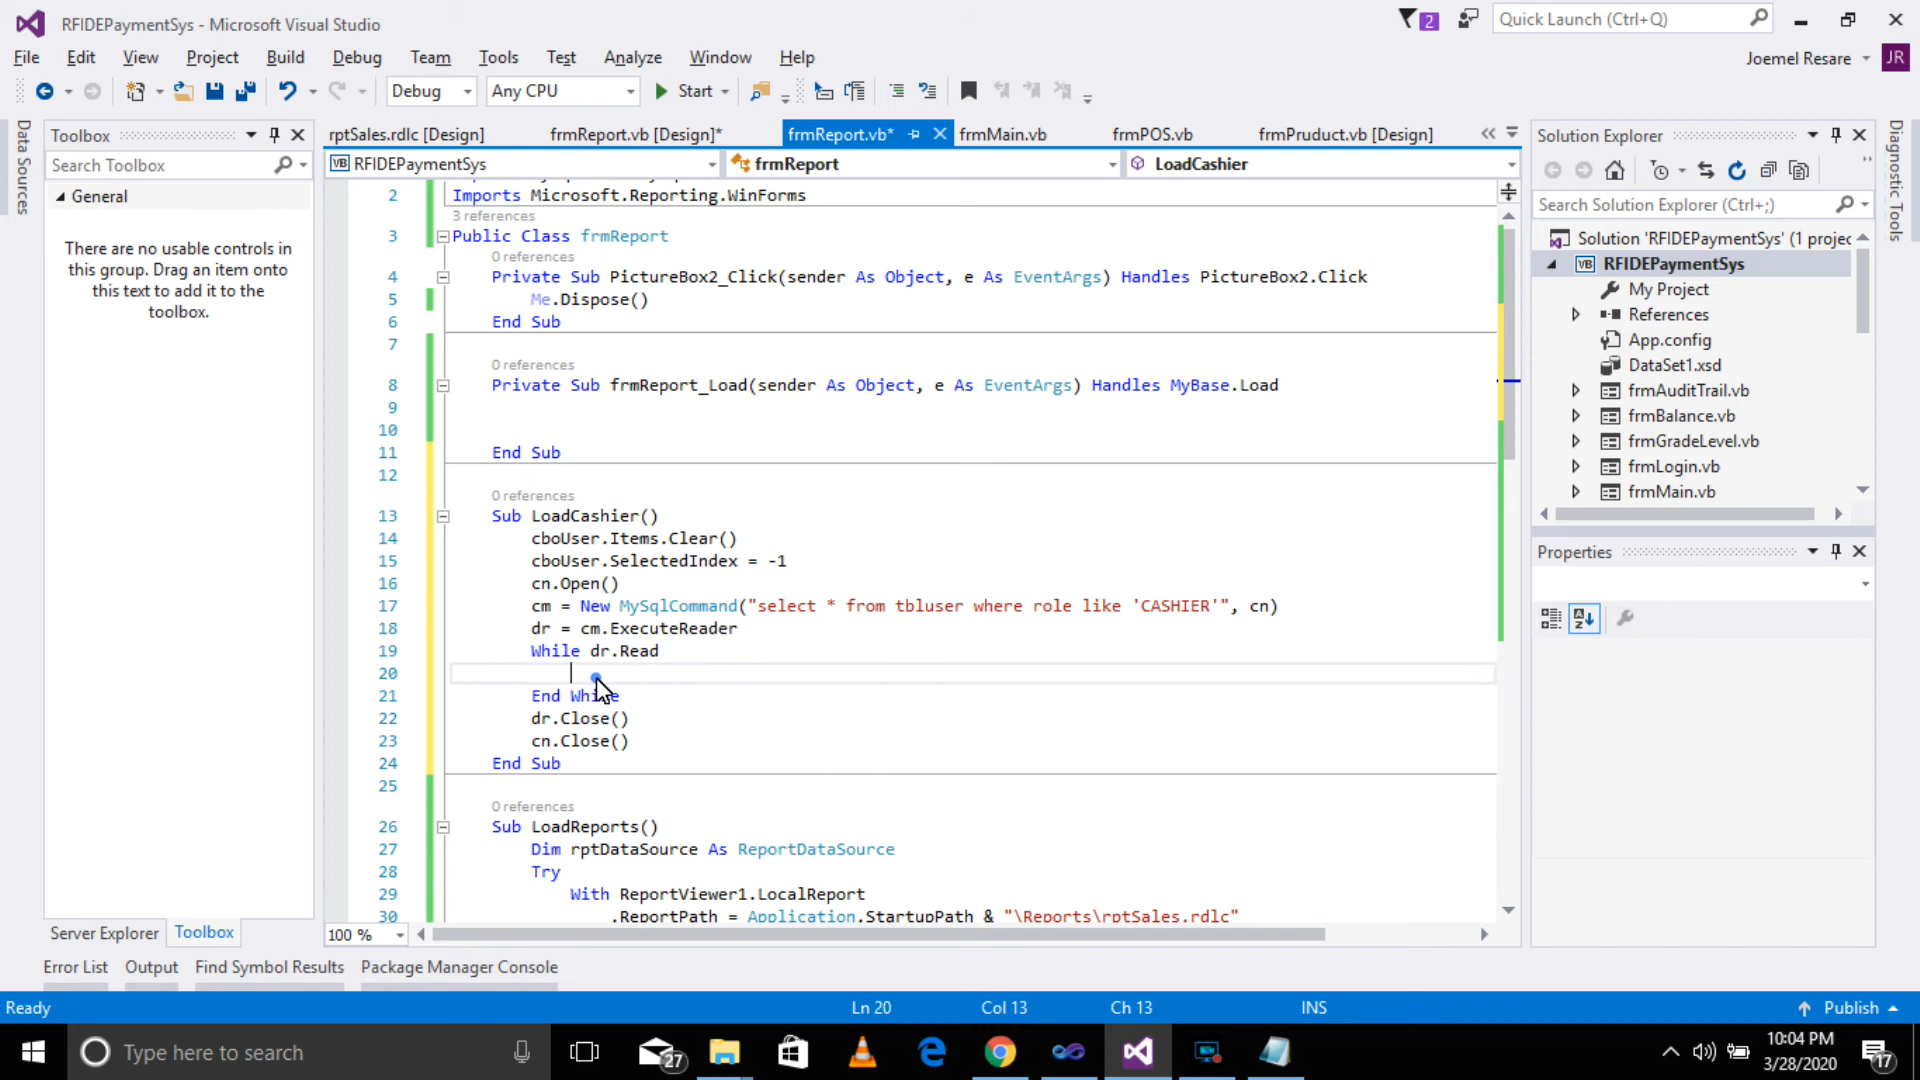 RFIDEPaymentSys - Microsoft Visual Studio
2
Quick Launch (Ctrl+Q)
File Edit View Project Build Debug Team Tools Test Analyze Window Help
Joemel Resare
JR
Debug
Any CPU
Start
Data Sources
Toolbox
Search Toolbox
General
There are no usable controls in this group. Drag an item onto this text to add it to the toolbox.
rptSales.rdlc [Design] frmReport.vb [Design]* frmReport.vb* frmMain.vb frmPOS.vb frmPruduct.vb [Design]
RFIDEPaymentSys frmReport LoadCashier
2 Imports Microsoft.Reporting.WinForms
3 references
3 Public Class frmReport
0 references
4 Private Sub PictureBox2_Click(sender As Object, e As EventArgs) Handles PictureBox2.Click
5 Me.Dispose()
6 End Sub
7
0 references
8 Private Sub frmReport_Load(sender As Object, e As EventArgs) Handles MyBase.Load
9
10
11 End Sub
12
0 references
13 Sub LoadCashier()
14 cboUser.Items.Clear()
15 cboUser.SelectedIndex = -1
16 cn.Open()
17 cm = New MySqlCommand("select * from tbluser where role like 'CASHIER'", cn)
18 dr = cm.ExecuteReader
19 While dr.Read
20
21 End While
22 dr.Close()
23 cn.Close()
24 End Sub
25
0 references
26 Sub LoadReports()
27 Dim rptDataSource As ReportDataSource
28 Try
29 With ReportViewer1.LocalReport
30 .ReportPath = Application.StartupPath & "\Reports\rptSales.rdlc"
100 %
Solution Explorer
Search Solution Explorer (Ctrl+;)
Solution 'RFIDEPaymentSys' (1 projec
RFIDEPaymentSys
My Project
References
App.config
DataSet1.xsd
frmAuditTrail.vb
frmBalance.vb
frmGradeLevel.vb
frmLogin.vb
frmMain.vb
Properties
Diagnostic Tools
Server Explorer Toolbox
Error List Output Find Symbol Results Package Manager Console
Ready Ln 20 Col 13 Ch 13 INS Publish
Type here to search
27
10:04 PM
3/28/2020
17